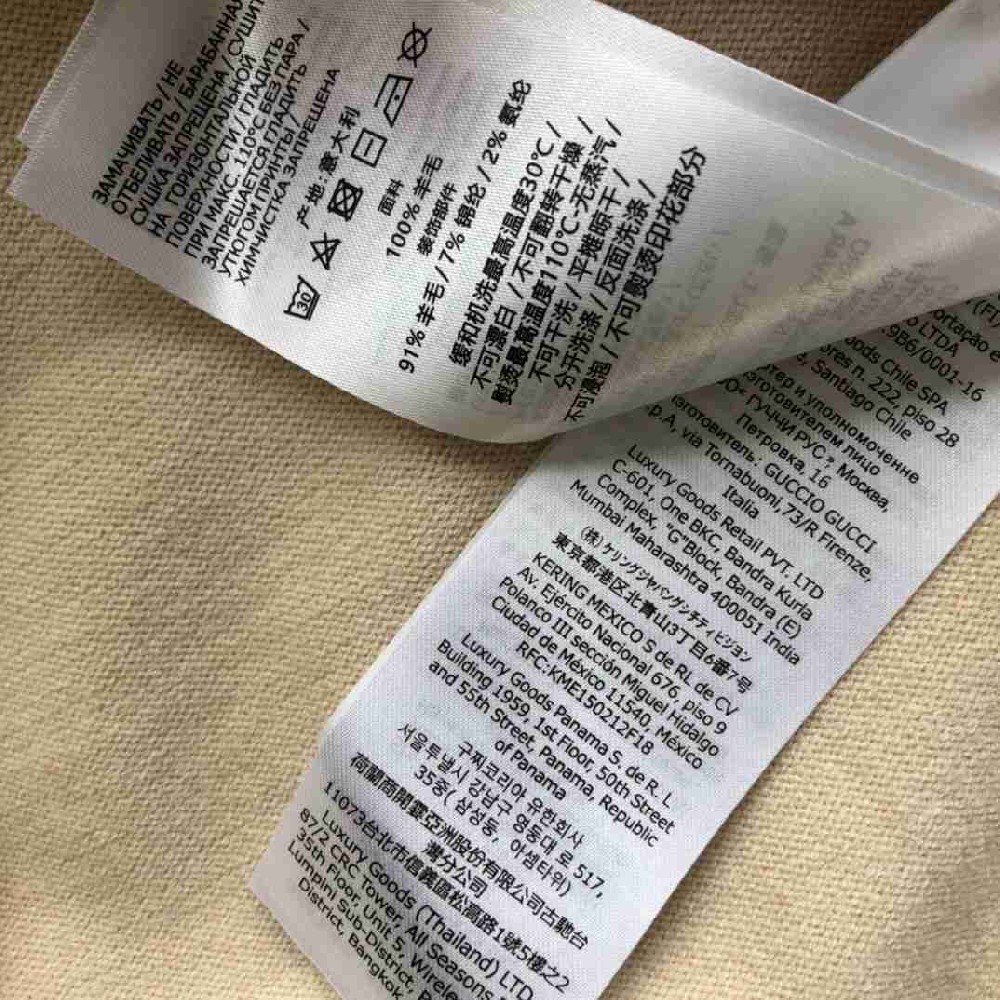 ЗАМАЧИВАТЬ / НЕ
ОТБЕЛИВАТЬ / БАРАБАННАЯ
СУШКА ЗАПРЕЩЕНА / СУШИТЬ
НА ГОРИЗОНТАЛЬНОЙ
ПОВЕРХНОСТИ / ГЛАДИТЬ
ПРИ МАКС. 110°C БЕЗ ПАРА /
ЗАПРЕЩАЕТСЯ ГЛАДИТЬ
УТЮГОМ ПРИНТЫ /
ХИМЧИСТКА ЗАПРЕЩЕНА
产地:意大利
30
面料
100% 羊毛
装饰部件
91% 羊毛 / 7% 锦纶 / 2% 氨纶
缓和机洗最高温度30℃ /
不可漂白 / 不可翻转干燥 /
熨烫最高温度110℃-无蒸汽 /
不可干洗 / 平摊晾干 /
分开洗涤 / 反面洗涤 /
不可浸泡 / 不可熨烫印花部分
(FI)
LTDA
.9B6/0001-16
Chile SPA
n. 222, piso 28
Santiago Chile
и уполномоченне
лицо
ГУЧЧИ РУС", Москва,
Петровка, 16
GUCCIO GUCCI
via Tornabuoni, 73/R Firenze,
Italia
Luxury Goods Retail PVT. LTD
C-601, One BKC, Bandra Kurla
Complex, "G"Block, Bandra (E)
Mumbai Maharashtra 400051 India
(株)ケリングジャパングッチディビジョン
東京都港区北青山3丁目6番7号
KERING MEXICO S de RL de CV
Av. Ejército Nacional 676, piso 9
Polanco III sección Miguel Hidalgo
Ciudad de México 11540, México
RFC:KME150212F18
Luxury Goods Panama S. de R. L
Building 1959, 1st Floor, 50th Street
and 55th Street, Panama, Republic
of Panama
구찌코리아 유한회사
서울특별시 강남구 영동대로 517,
35층( 삼성동, 아셈타워)
荷蘭商開雲亞洲股份有限公司古馳台
灣分公司
11073台北市信義區松高路1號5樓之2
Luxury Goods (Thailand) LTD
87/2 CRC Tower, All Seasons
35th Floor, Unit 5, Wireless
Lumpini Sub-District,
District, Bangkok